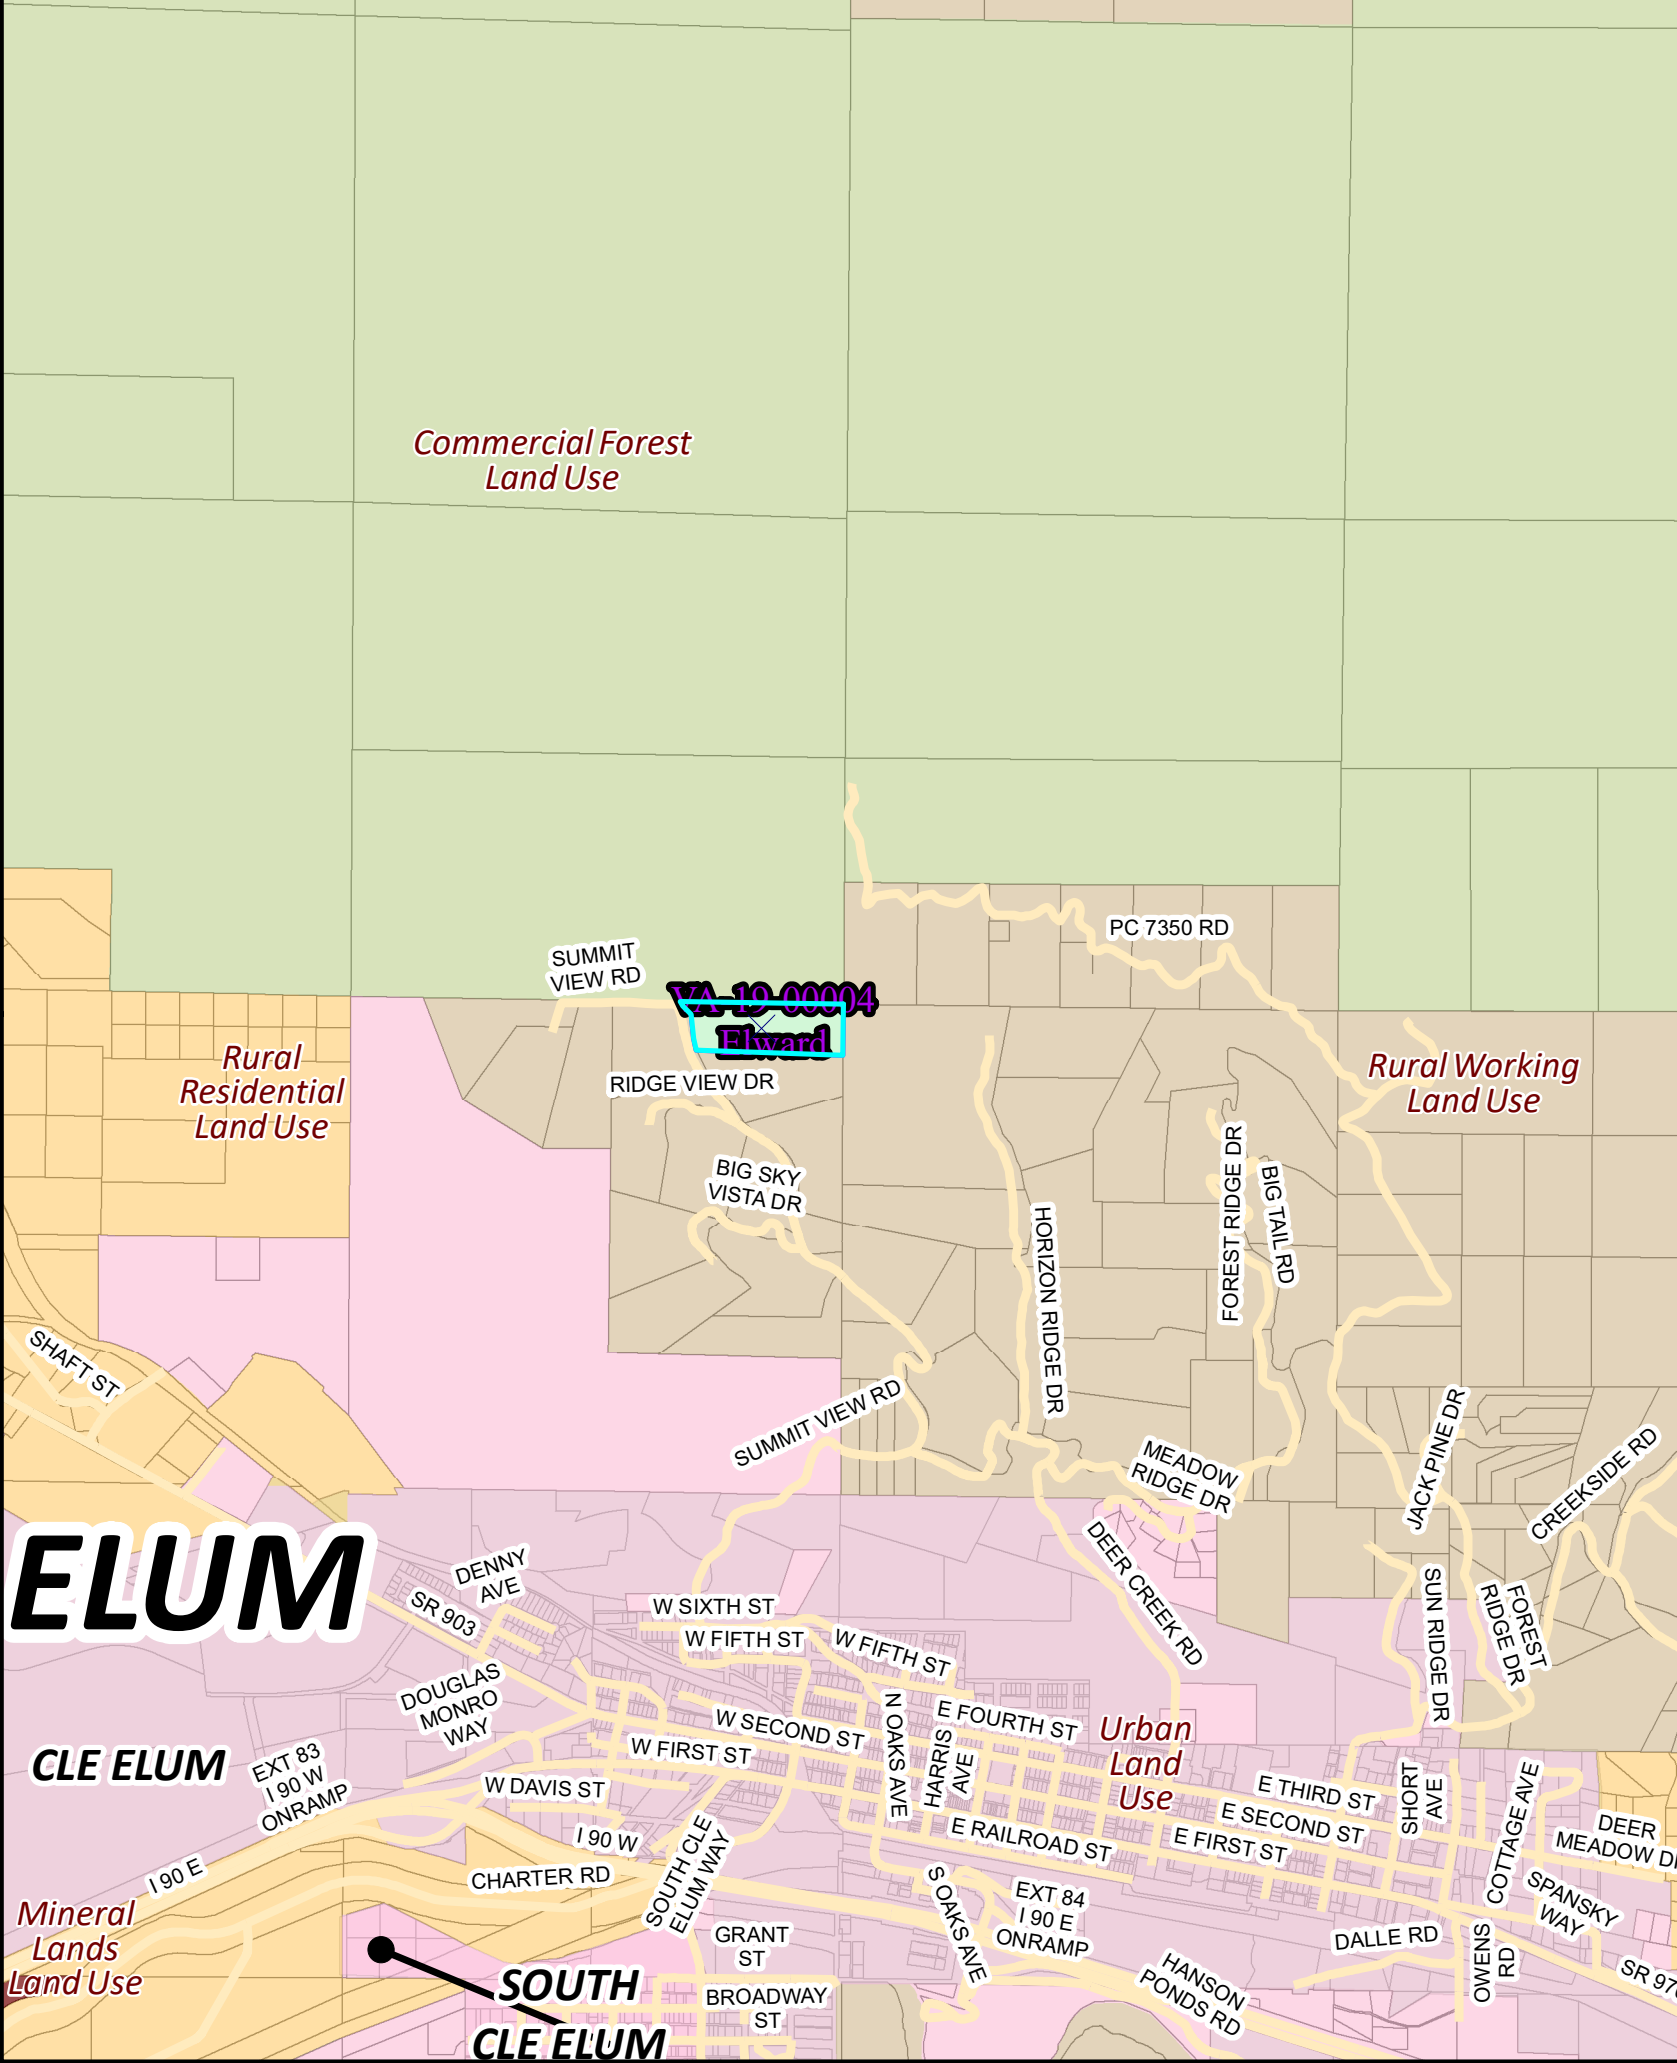 Commercial Forest
Land Use
PC 7350 RD
SUMMIT
VIEW RD
VA-19-00004
Elward
Rural
Residential
Land Use
Rural Working
Land Use
RIDGE VIEW DR
BIG SKY
VISTA DR
FOREST RIDGE DR
BIG TAIL RD
HORIZON RIDGE DR
SHAFT ST
SUMMIT VIEW RD
MEADOW
RIDGE DR
JACK PINE DR
CREEKSIDE RD
ELUM
DENNY
AVE
SR 903
DEER CREEK RD
SUN RIDGE DR
FOREST
RIDGE DR
W SIXTH ST
W FIFTH ST
W FIFTH ST
DOUGLAS
MONRO
WAY
N OAKS AVE
E FOURTH ST
W SECOND ST
HARRIS
AVE
W FIRST ST
Urban
Land
Use
CLE ELUM
EXT 83
I 90 W
ONRAMP
W DAVIS ST
E THIRD ST
SHORT
AVE
COTTAGE AVE
E SECOND ST
DEER
MEADOW DR
I 90 W
E RAILROAD ST
E FIRST ST
I 90 E
CHARTER RD
SOUTH CLE
ELUM WAY
S OAKS AVE
EXT 84
I 90 E
ONRAMP
SPANSKY
WAY
Mineral
Lands
Land Use
GRANT
ST
DALLE RD
OWENS
RD
SR 970
HANSON
PONDS RD
BROADWAY
ST
SOUTH
CLE ELUM